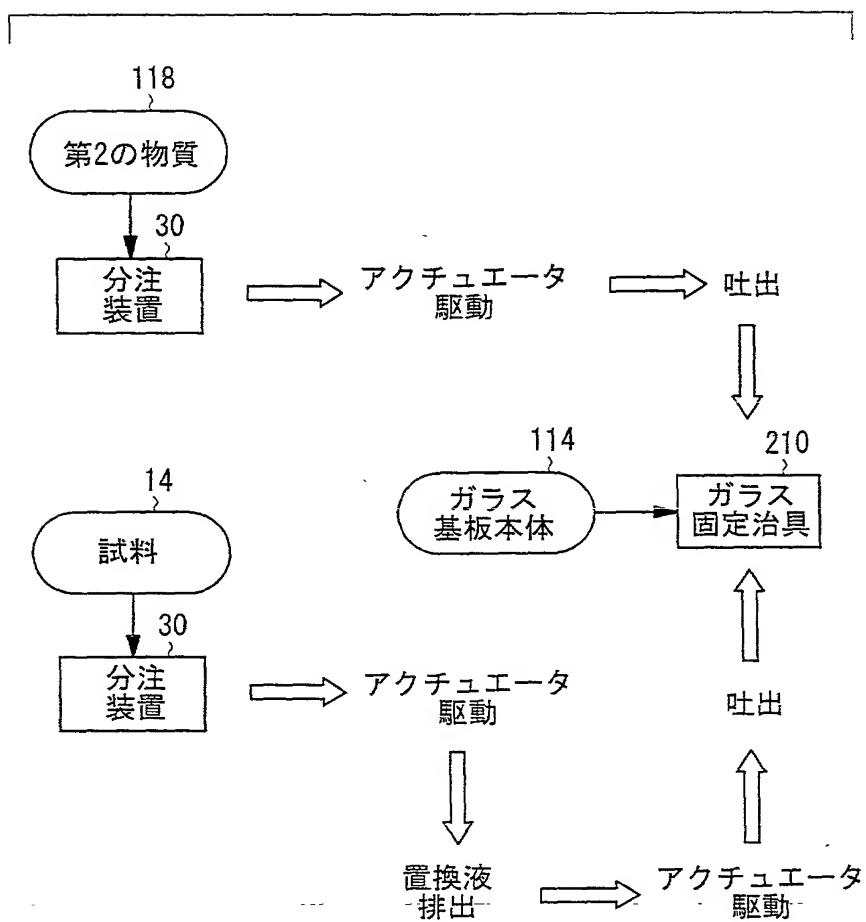 118
第2の物質
30
分注
装置
アクチュエータ
駆動
吐出
114
ガラス
基板本体
210
ガラス
固定治具
14
試料
30
分注
装置
アクチュエータ
駆動
吐出
置換液
排出
アクチュエータ
駆動